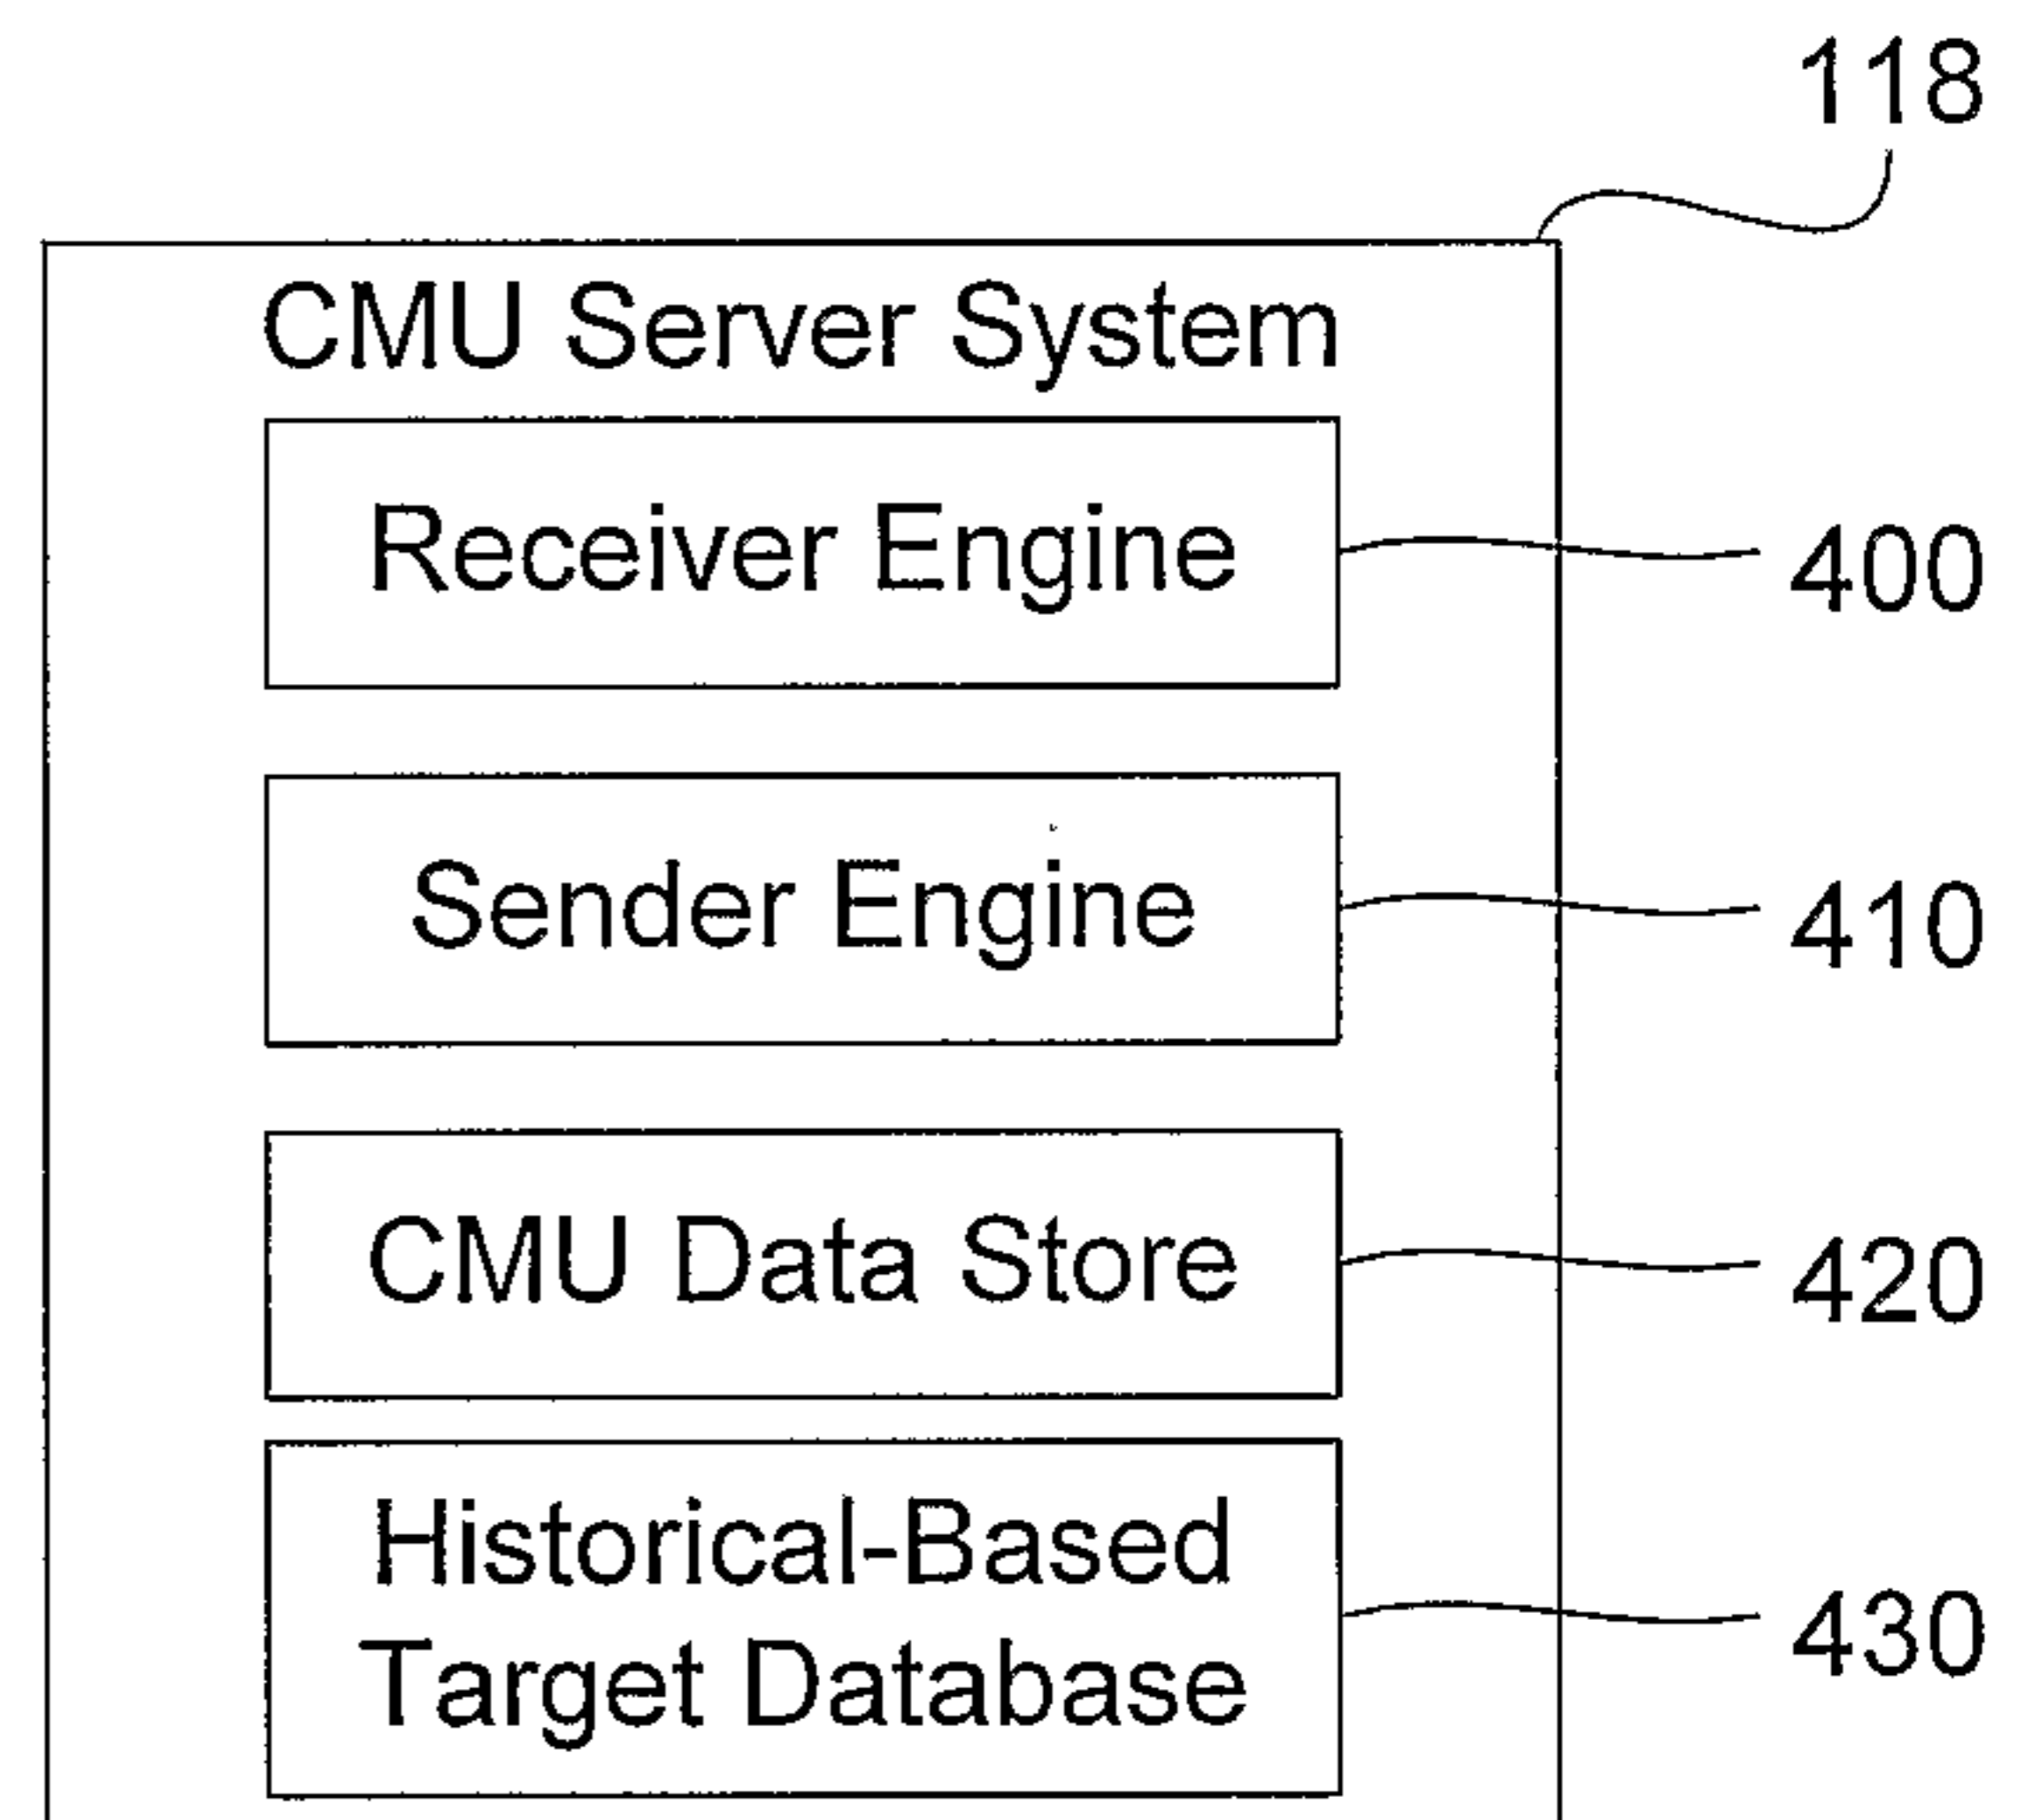 118
CMU Server System
Receiver Engine
400
Sender Engine
410
CMU Data Store
420
Historical-Based
Target Database
430